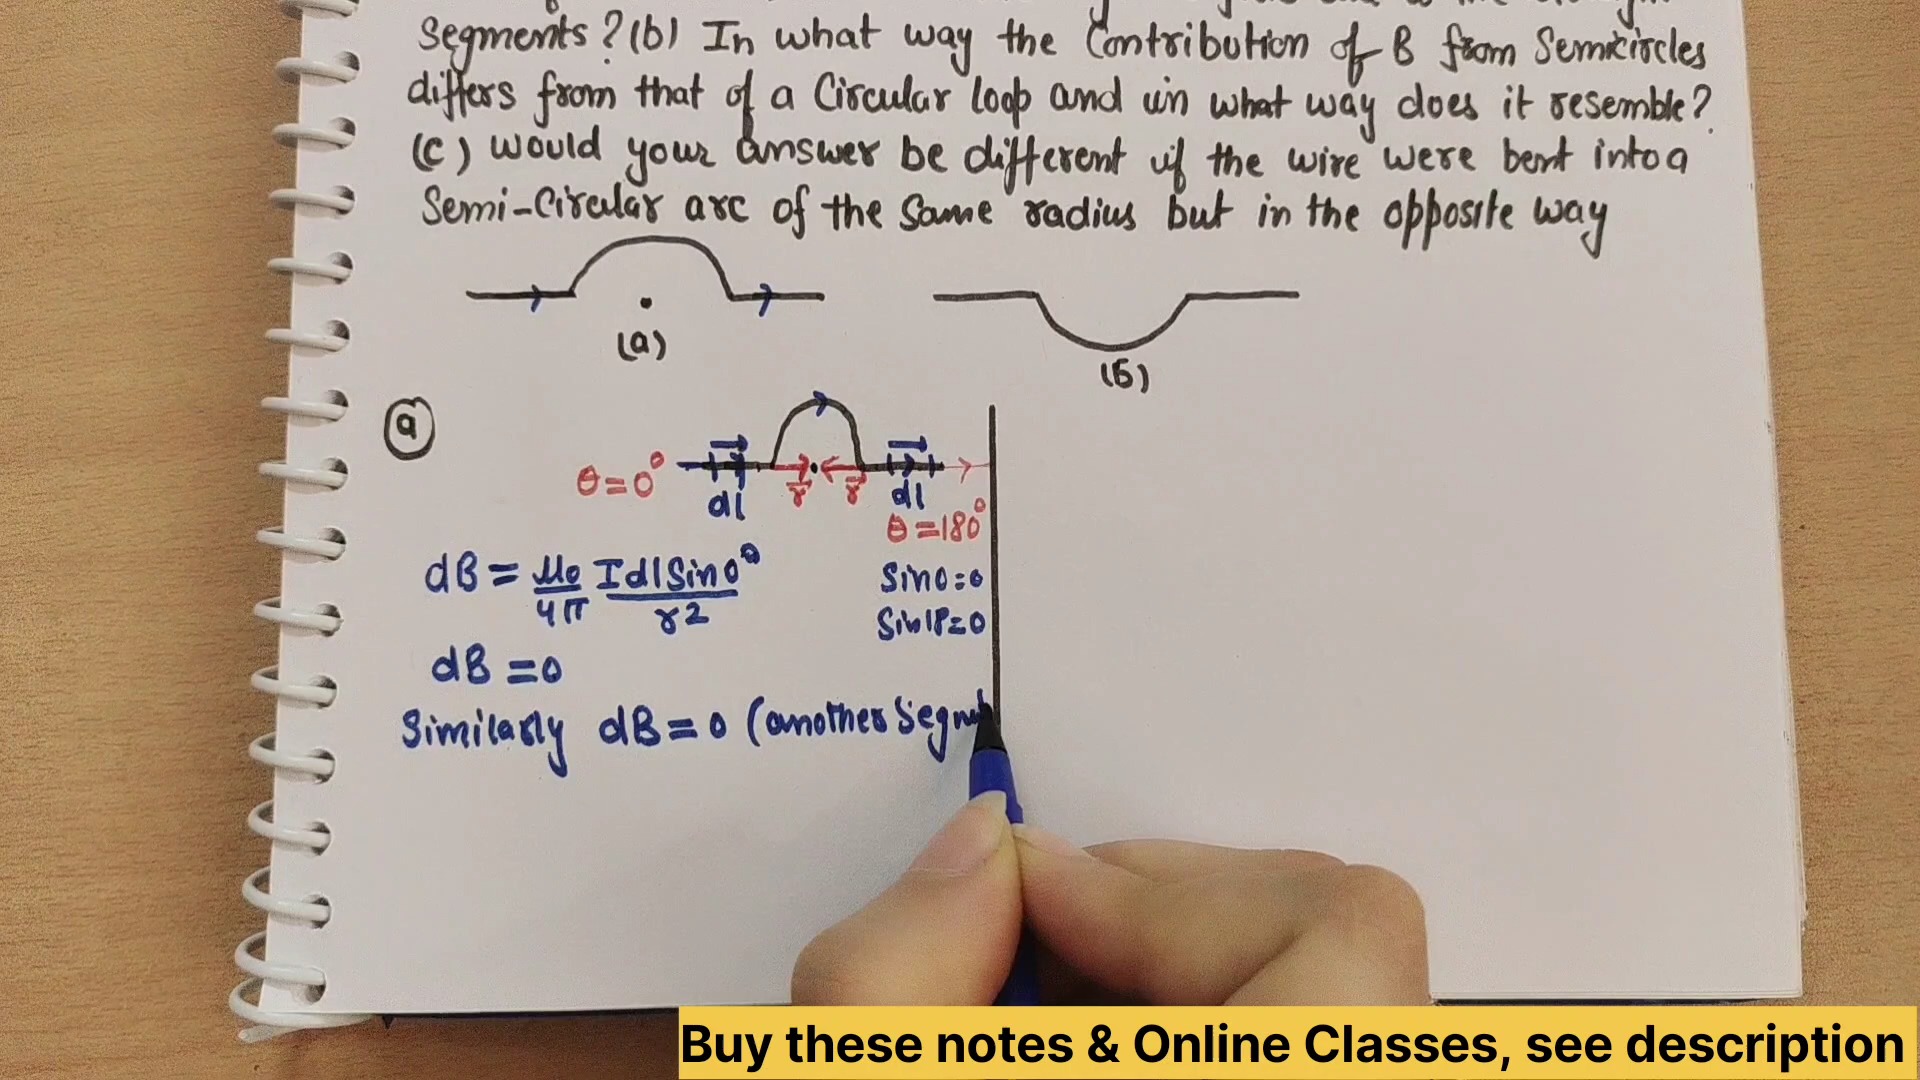 Segments? (b) In what way the Contribution of B from Semicircles
differs from that of a Circular loop and in what way does it resemble?
(c) would your answer be different if the wire were bent into a
Semi-Circular arc of the same radius but in the opposite way
(a)
(b)
a
θ=0°
r r
dl dl
θ=180°
dB = μ0/4π Idl Sin0°/r2
Sin0=0
Sin18=0
dB =0
Similarly dB=0 (another Segm
Buy these notes & Online Classes, see description